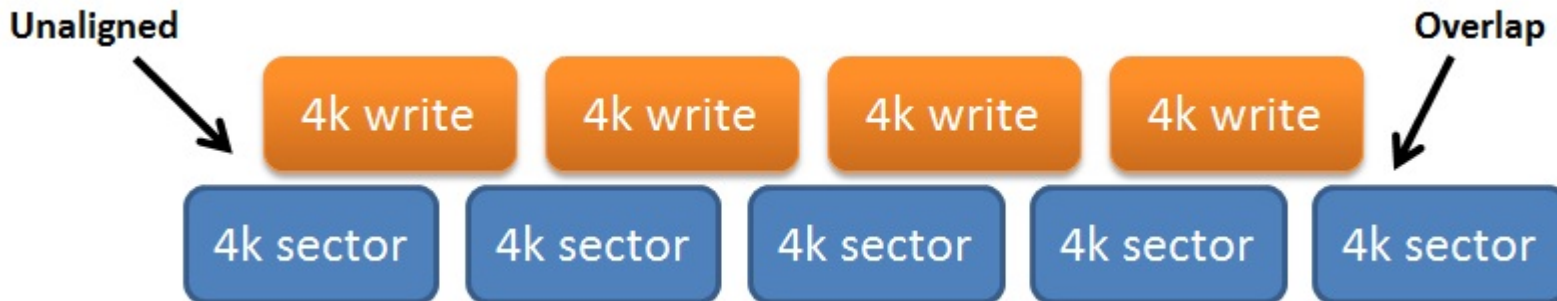 Unaligned
Overlap
4k write 4k write 4k write 4k write
4k sector 4k sector 4k sector 4k sector 4k sector